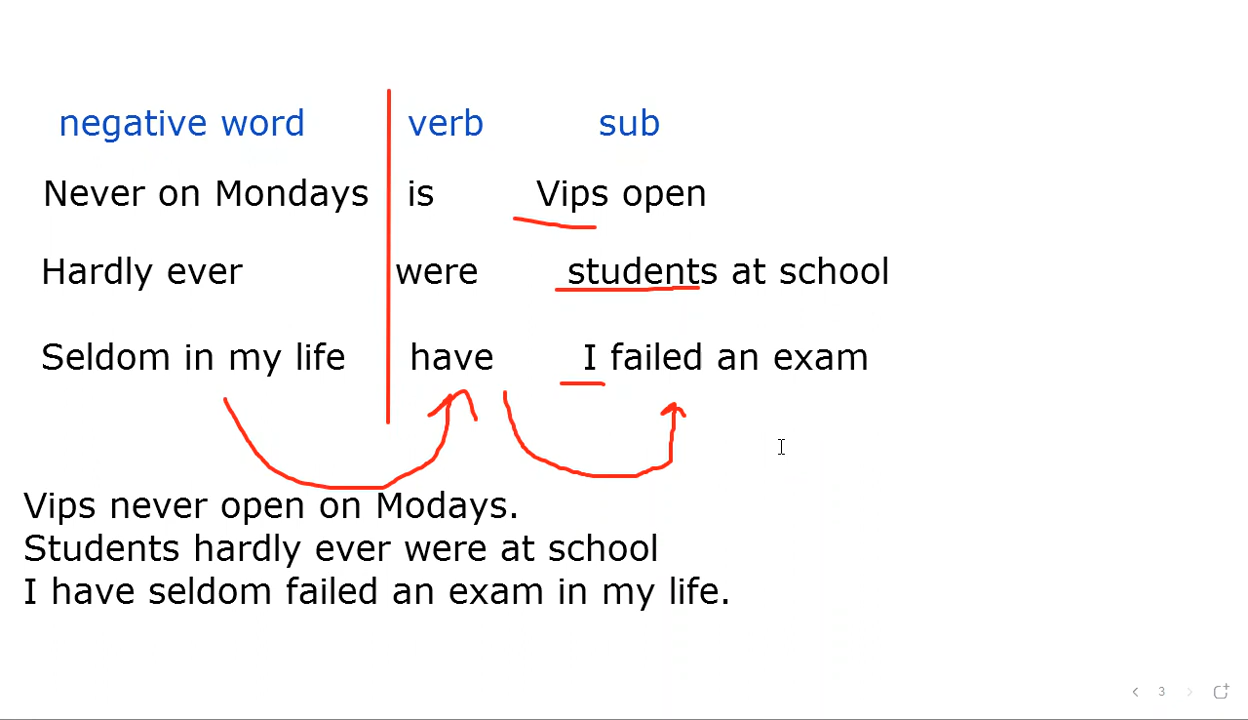 negative word verb sub
Never on Mondays is Vips open
Hardly ever were students at school
Seldom in my life have I failed an exam
Vips never open on Modays.
Students hardly ever were at school
I have seldom failed an exam in my life.
3